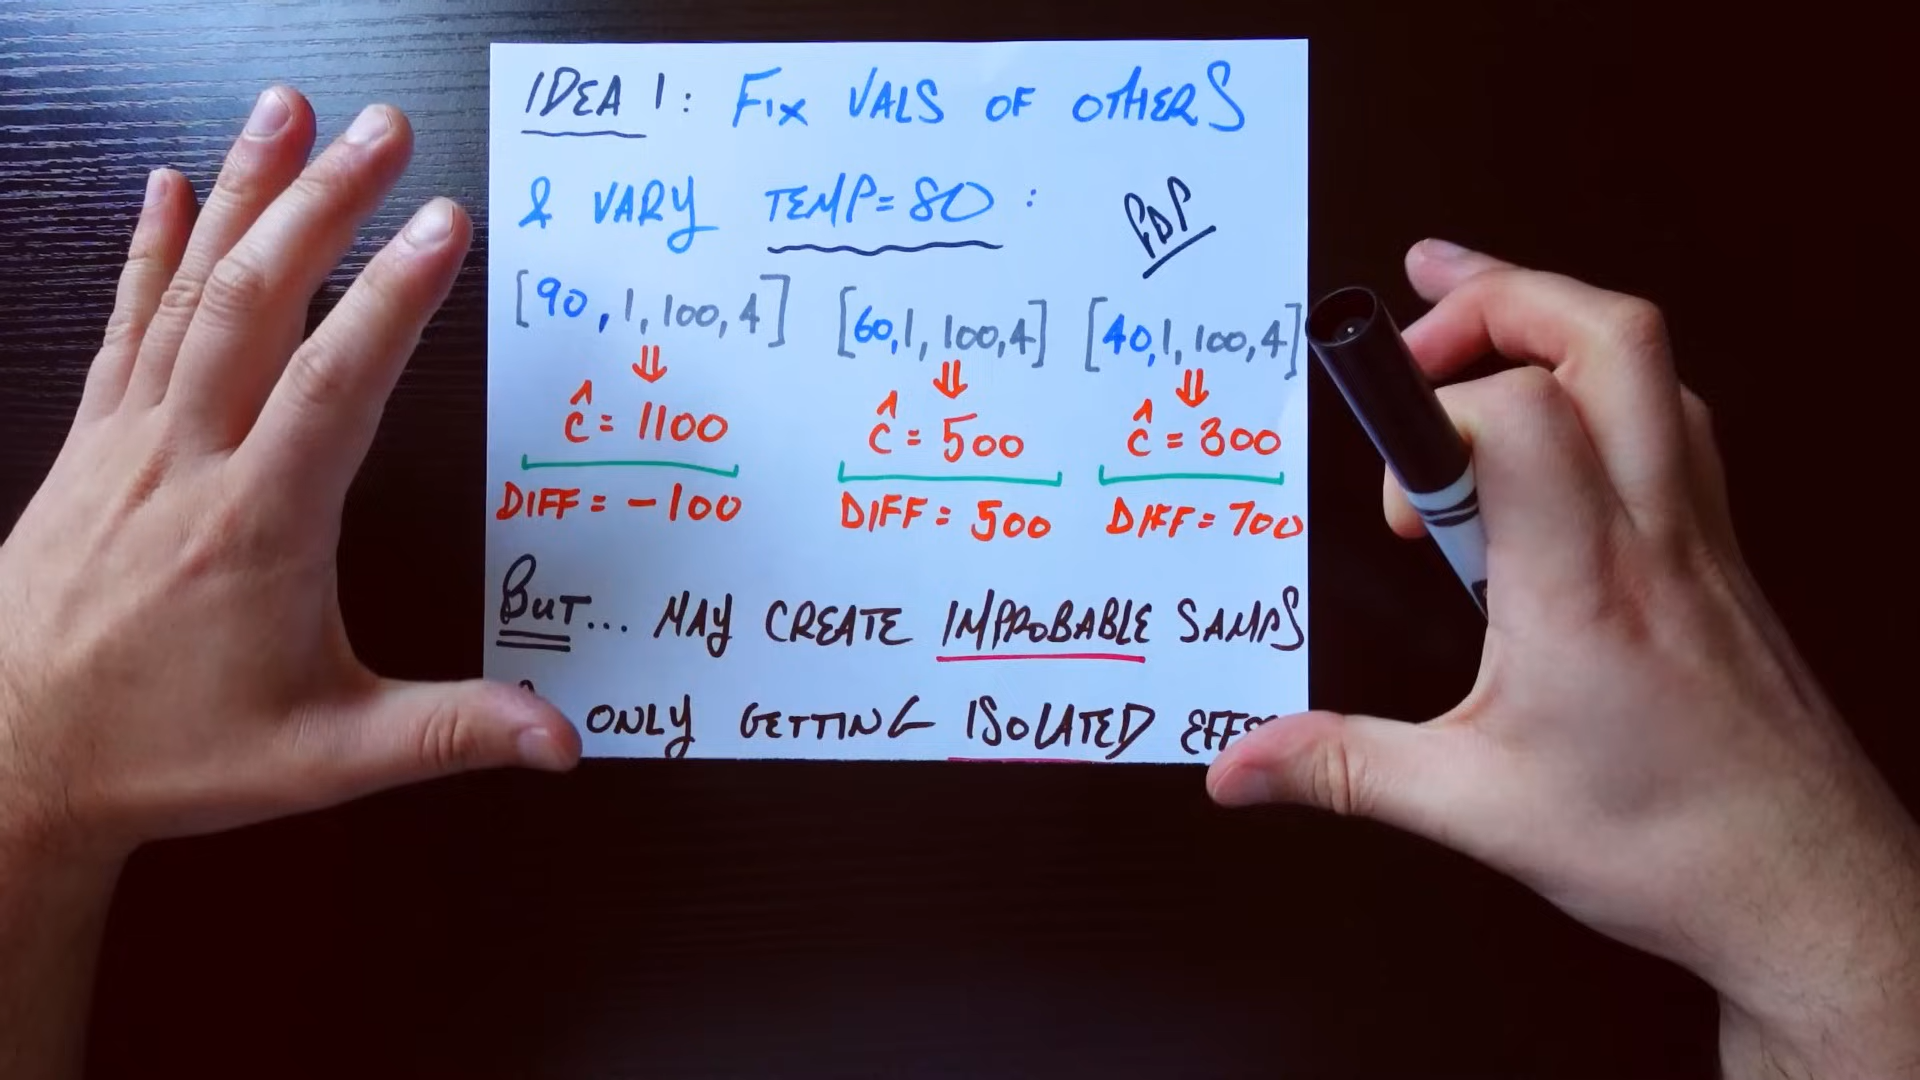 IDEA 1: FIX VALS OF OTHERS
& VARY TEMP=80: PDP
[90, 1, 100, 4] [60, 1, 100, 4] [40, 1, 100, 4]
⇓ ⇓ ⇓
ĉ = 1100 ĉ = 500 ĉ = 300
DIFF = -100 DIFF = 500 DIFF = 700
BUT... MAY CREATE IMPROBABLE SAMPS
ONLY GETTING ISOLATED